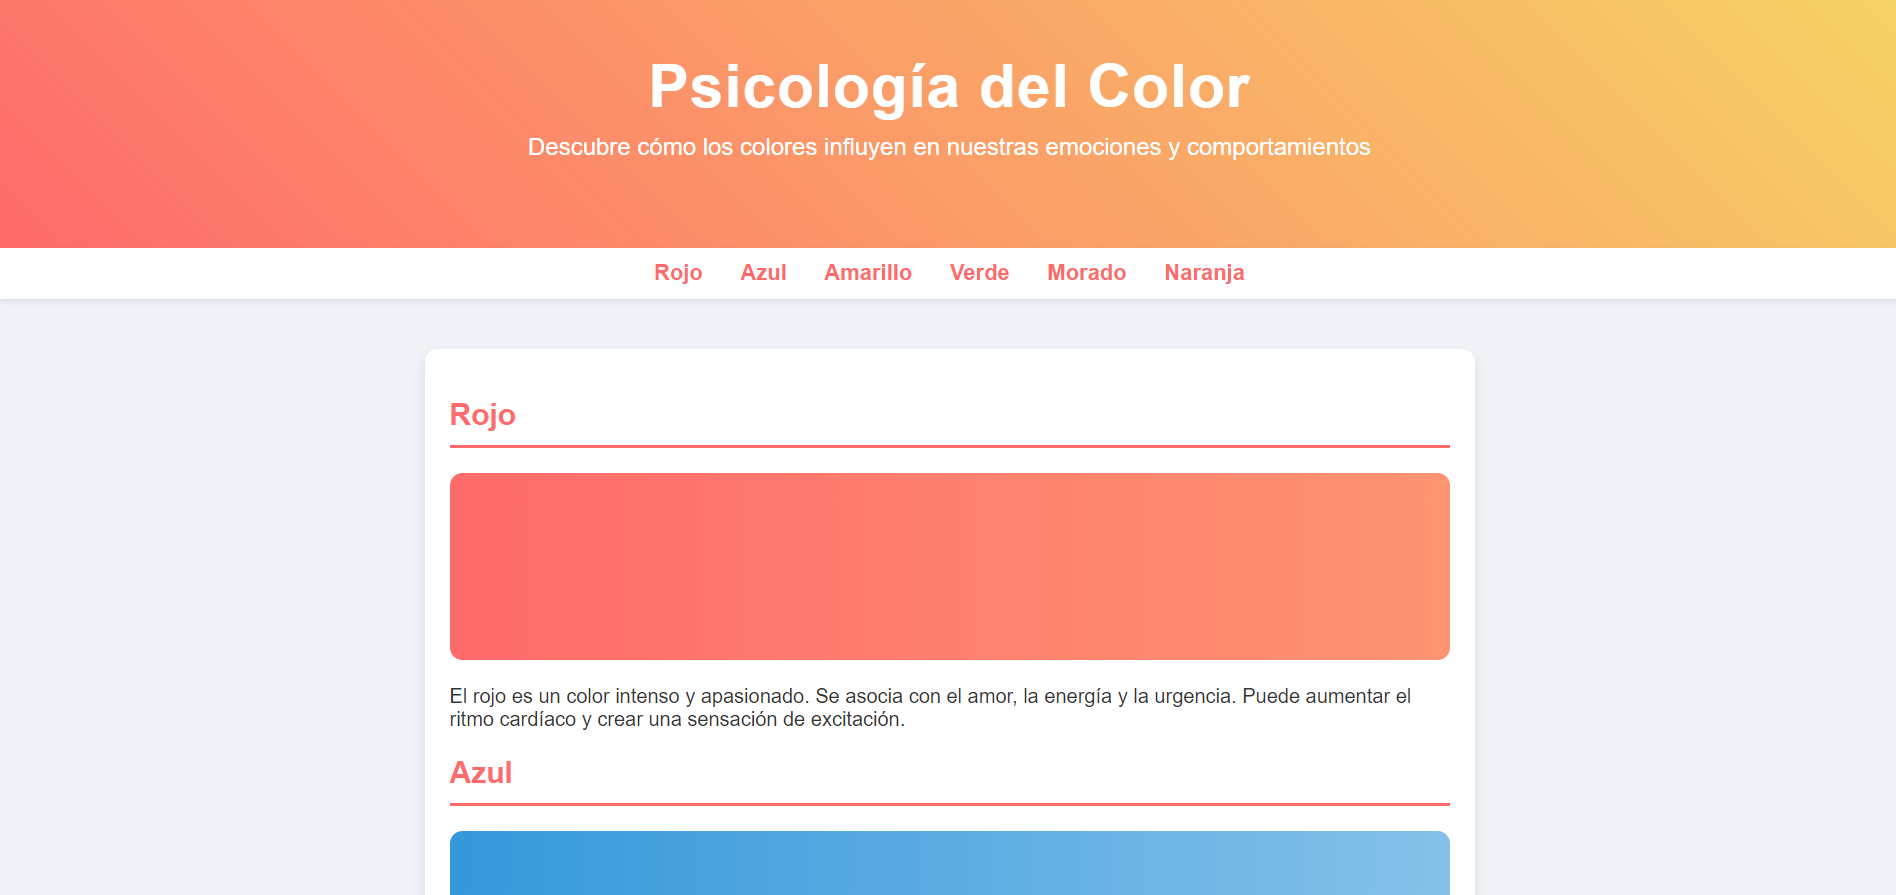 Psicología del Color
Descubre cómo los colores influyen en nuestras emociones y comportamientos
Rojo Azul Amarillo Verde Morado Naranja
Rojo
El rojo es un color intenso y apasionado. Se asocia con el amor, la energía y la urgencia. Puede aumentar el
ritmo cardíaco y crear una sensación de excitación.
Azul